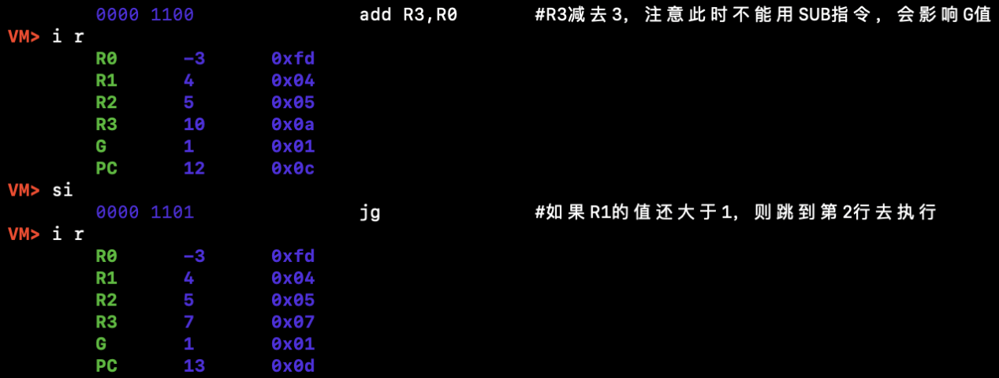 0000 1100 add R3,R0 #R3减去3, 注意此时不能用SUB指令, 会影响G值
VM> i r
R0 -3 0xfd
R1 4 0x04
R2 5 0x05
R3 10 0x0a
G 1 0x01
PC 12 0x0c
VM> si
0000 1101 jg #如果R1的值还大于1, 则跳到第2行去执行
VM> i r
R0 -3 0xfd
R1 4 0x04
R2 5 0x05
R3 7 0x07
G 1 0x01
PC 13 0x0d